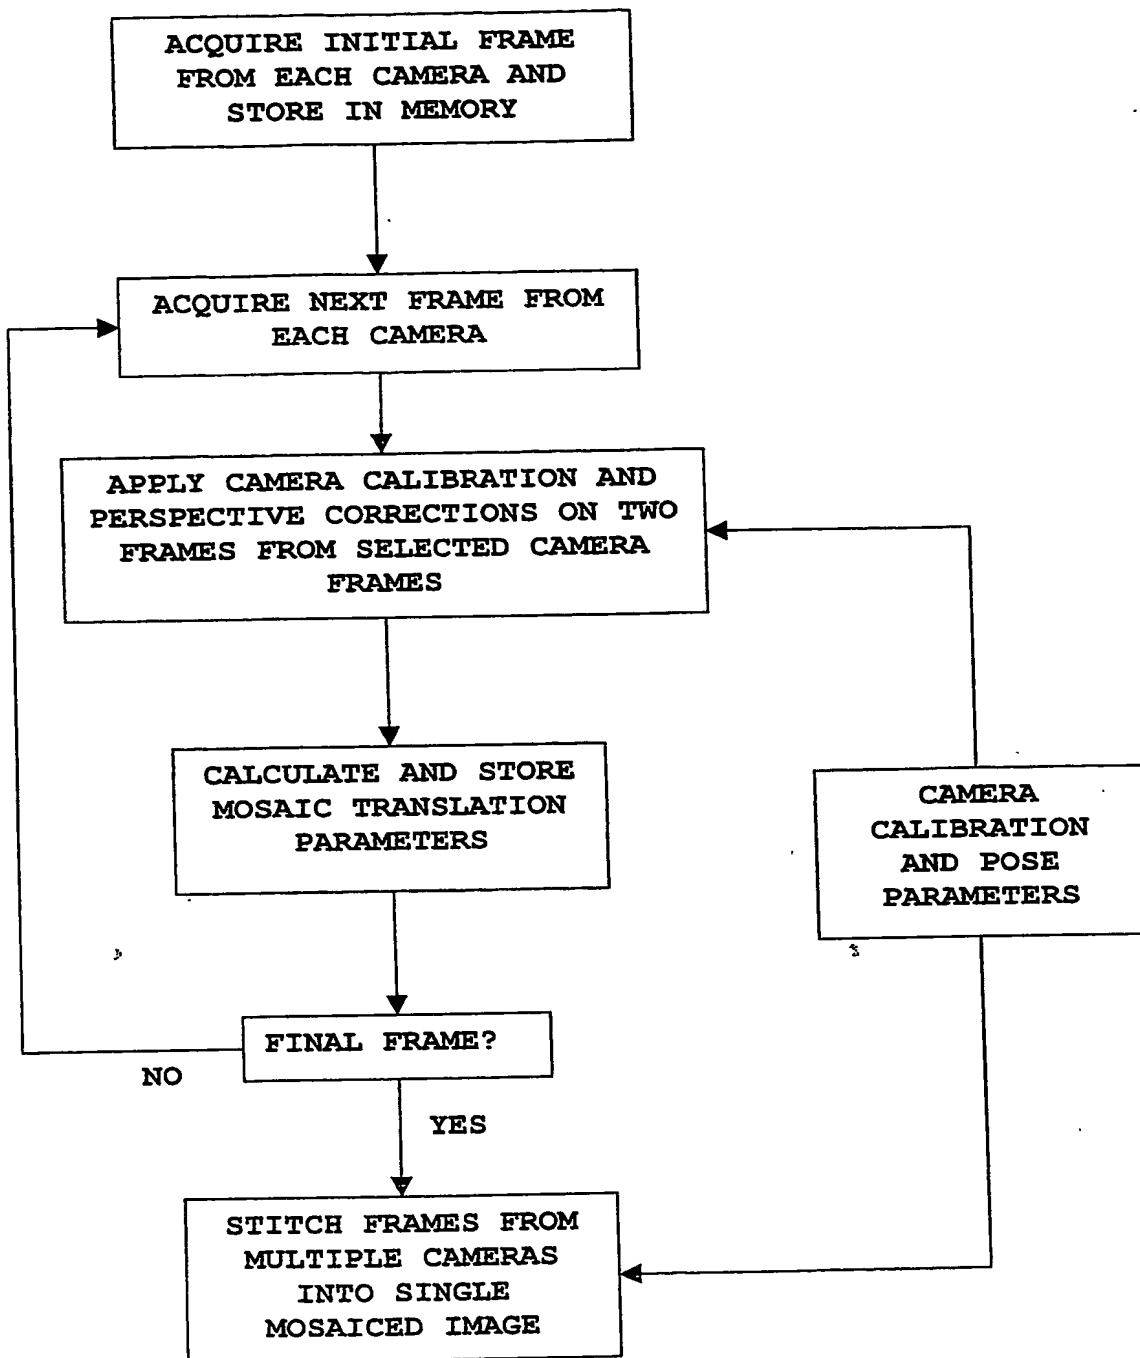 ACQUIRE INITIAL FRAME
FROM EACH CAMERA AND
STORE IN MEMORY
ACQUIRE NEXT FRAME FROM
EACH CAMERA
APPLY CAMERA CALIBRATION AND
PERSPECTIVE CORRECTIONS ON TWO
FRAMES FROM SELECTED CAMERA
FRAMES
CALCULATE AND STORE
MOSAIC TRANSLATION
PARAMETERS
CAMERA
CALIBRATION
AND POSE
PARAMETERS
FINAL FRAME?
NO
YES
STITCH FRAMES FROM
MULTIPLE CAMERAS
INTO SINGLE
MOSAICED IMAGE